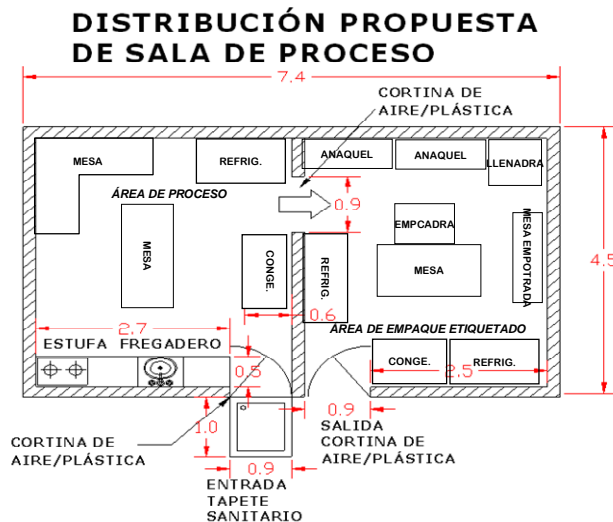 DISTRIBUCIÓN PROPUESTA
DE SALA DE PROCESO
7.4
CORTINA DE
AIRE/PLÁSTICA
MESA
REFRIG.
ANAQUEL
ANAQUEL
LLENADRA
ÁREA DE PROCESO
0.9
MESA
EMPCADRA
MESA EMPOTRADA
4.5
CONGE.
REFRIG.
MESA
0.6
2.7
ÁREA DE EMPAQUE ETIQUETADO
ESTUFA FREGADERO
0.5
CONGE.
REFRIG.
2.5
1.0
0.9
SALIDA
CORTINA DE
AIRE/PLÁSTICA
CORTINA DE
AIRE/PLÁSTICA
0.9
ENTRADA
TAPETE
SANITARIO